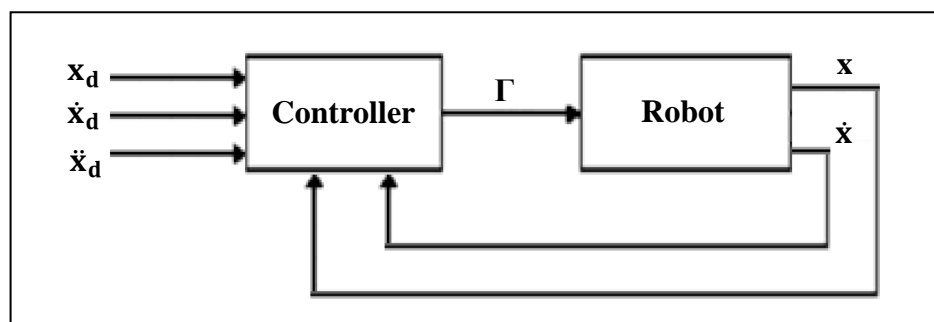 x_d
ẋ_d
ẍ_d
Controller
Γ
Robot
x
ẋ